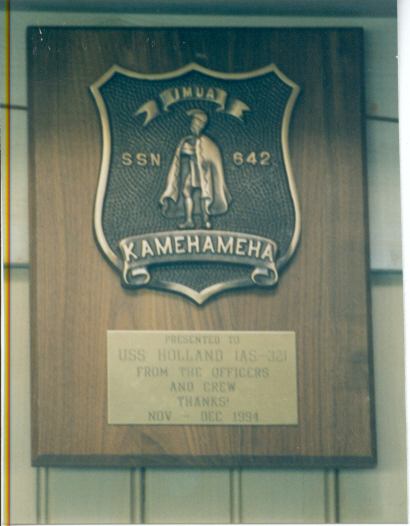 IMUA
SSN 642
KAMEHAMEHA
PRESENTED TO
USS HOLLAND (AS-32)
FROM THE OFFICERS
AND CREW
THANKS!
NOV - DEC 1994